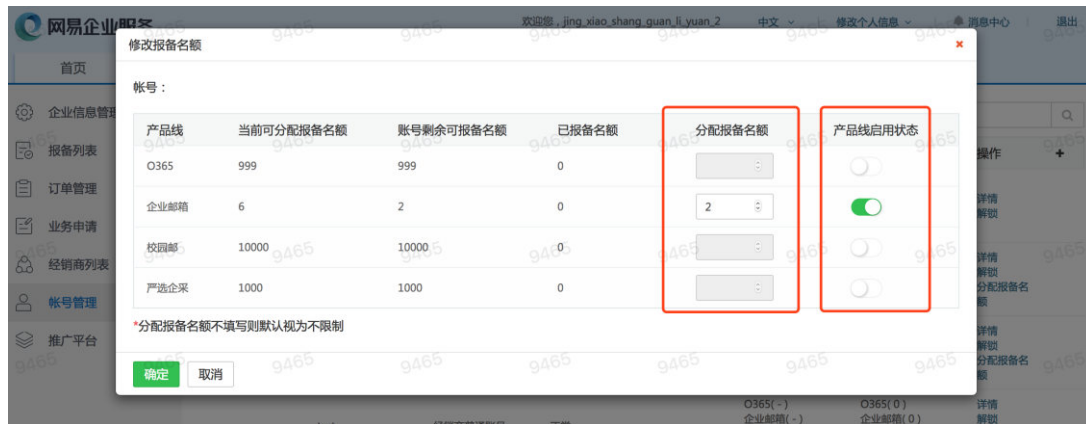 网易企业服务
欢迎您，jing_xiao_shang_guan_li_yuan_2 中文 修改个人信息 消息中心 退出
首页
企业信息管理
报备列表
订单管理
业务申请
经销商列表
帐号管理
推广平台
修改报备名额
帐号：
产品线 当前可分配报备名额 账号剩余可报备名额 已报备名额 分配报备名额 产品线启用状态
O365 999 999 0
企业邮箱 6 2 0 2
校园邮 10000 10000 0
严选企采 1000 1000 0
*分配报备名额不填写则默认视为不限制
确定 取消
操作 +
详情
解锁
详情
解锁
分配报备名
额
详情
解锁
分配报备名
额
O365( - ) O365( 0 ) 详情
企业邮箱( - ) 企业邮箱( 0 ) 解锁
9465